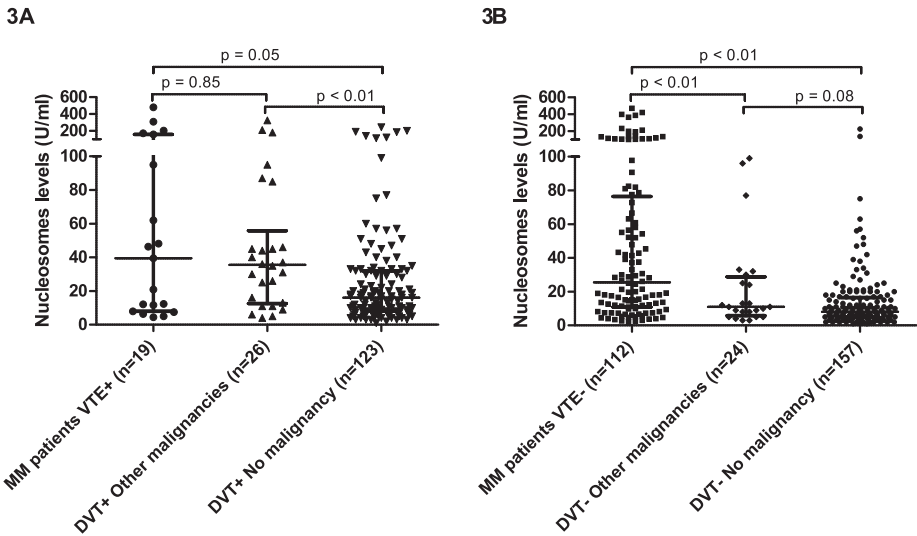 3A
p = 0.05
p = 0.85
p < 0.01
Nucleosomes levels (U/ml)
600
400
200
100
80
60
40
20
0
MM patients VTE+ (n=19)
DVT+ Other malignancies (n=26)
DVT+ No malignancy (n=123)
3B
p < 0.01
p < 0.01
p = 0.08
Nucleosomes levels (U/ml)
600
400
200
100
80
60
40
20
0
MM patients VTE- (n=112)
DVT- Other malignancies (n=24)
DVT- No malignancy (n=157)